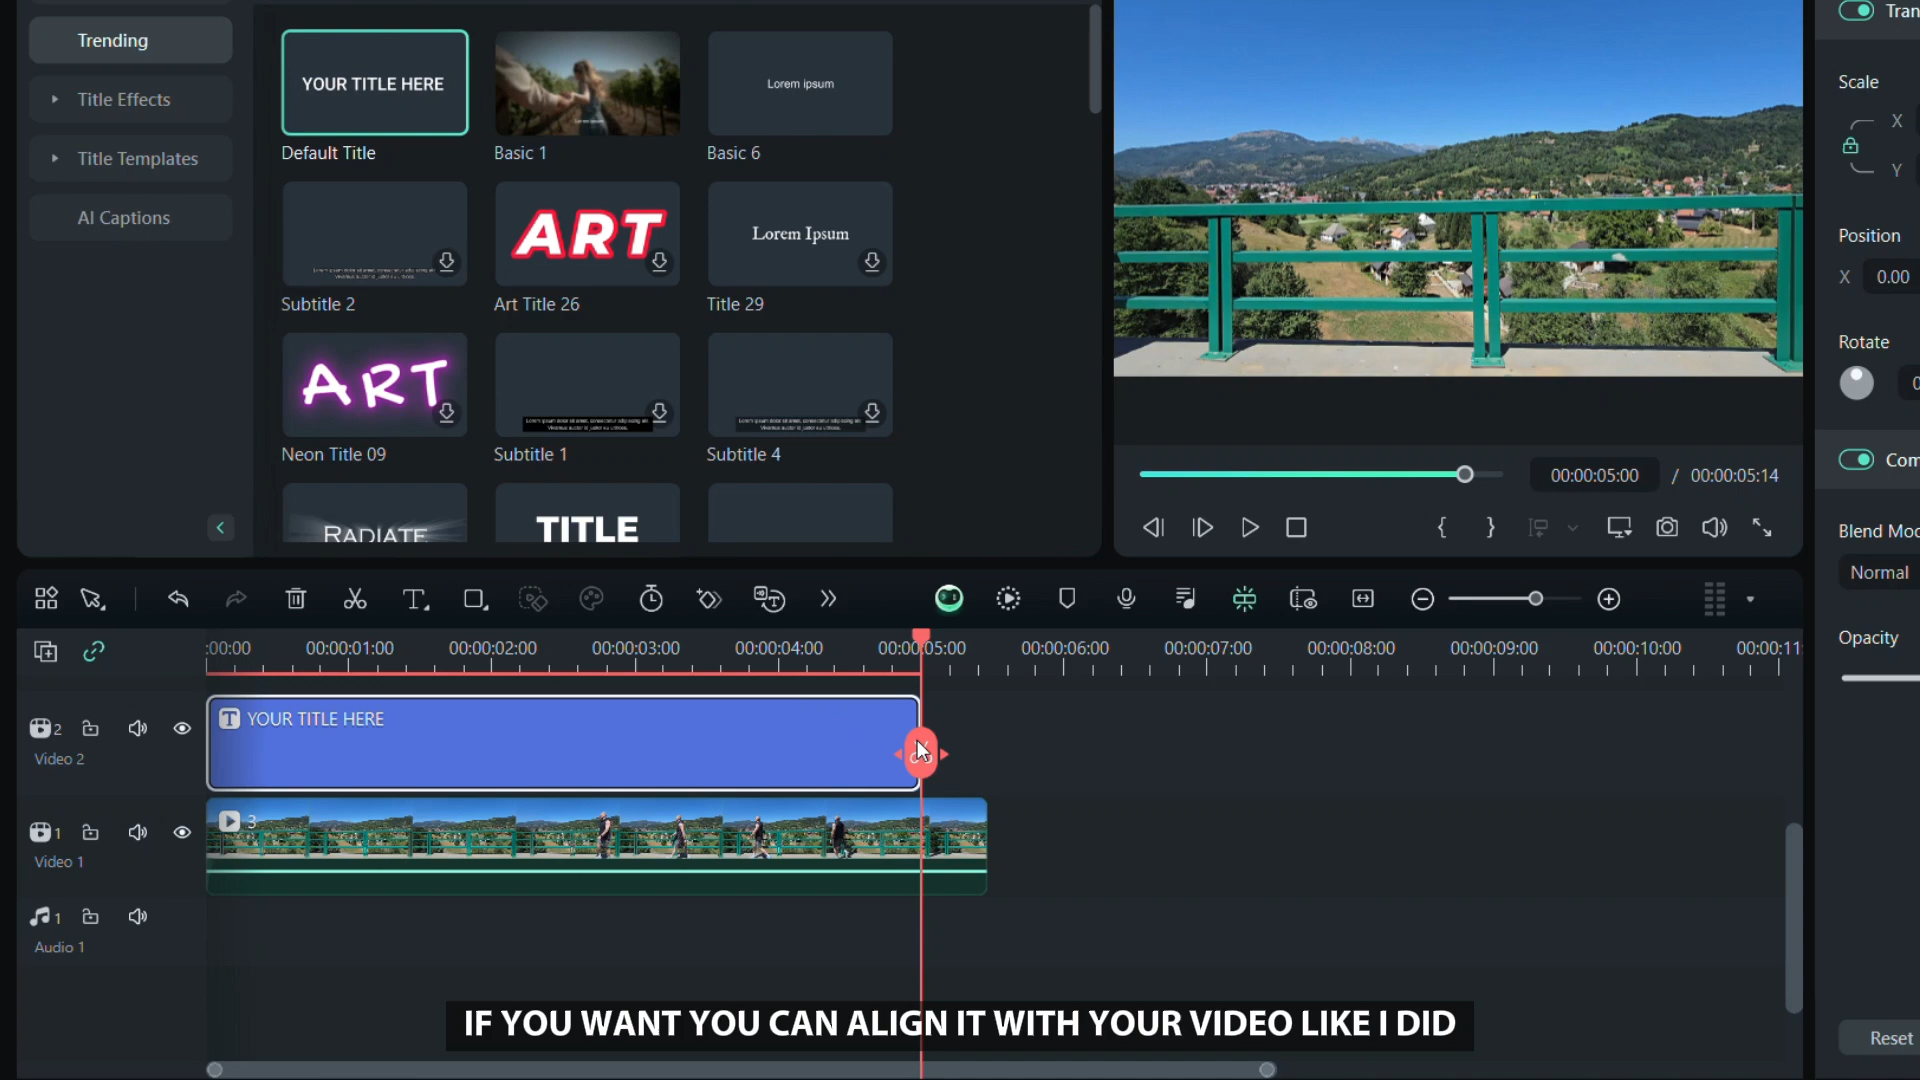 Trending
Title Effects
Title Templates
AI Captions
YOUR TITLE HERE
Default Title
Basic 1
Lorem ipsum
Basic 6
Subtitle 2
ART
Art Title 26
Lorem Ipsum
Title 29
ART
Neon Title 09
Subtitle 1
Subtitle 4
RADIATE
TITLE
00:00:05:00 / 00:00:05:14
Tran
Scale
X
Y
Position
X 0.00
Rotate
0
Com
Blend Mod
Normal
Opacity
Reset
:00:00 00:00:01:00 00:00:02:00 00:00:03:00 00:00:04:00 00:00:05:00 00:00:06:00 00:00:07:00 00:00:08:00 00:00:09:00 00:00:10:00 00:00:11:
2
Video 2
T YOUR TITLE HERE
1
Video 1
3
1
Audio 1
IF YOU WANT YOU CAN ALIGN IT WITH YOUR VIDEO LIKE I DID